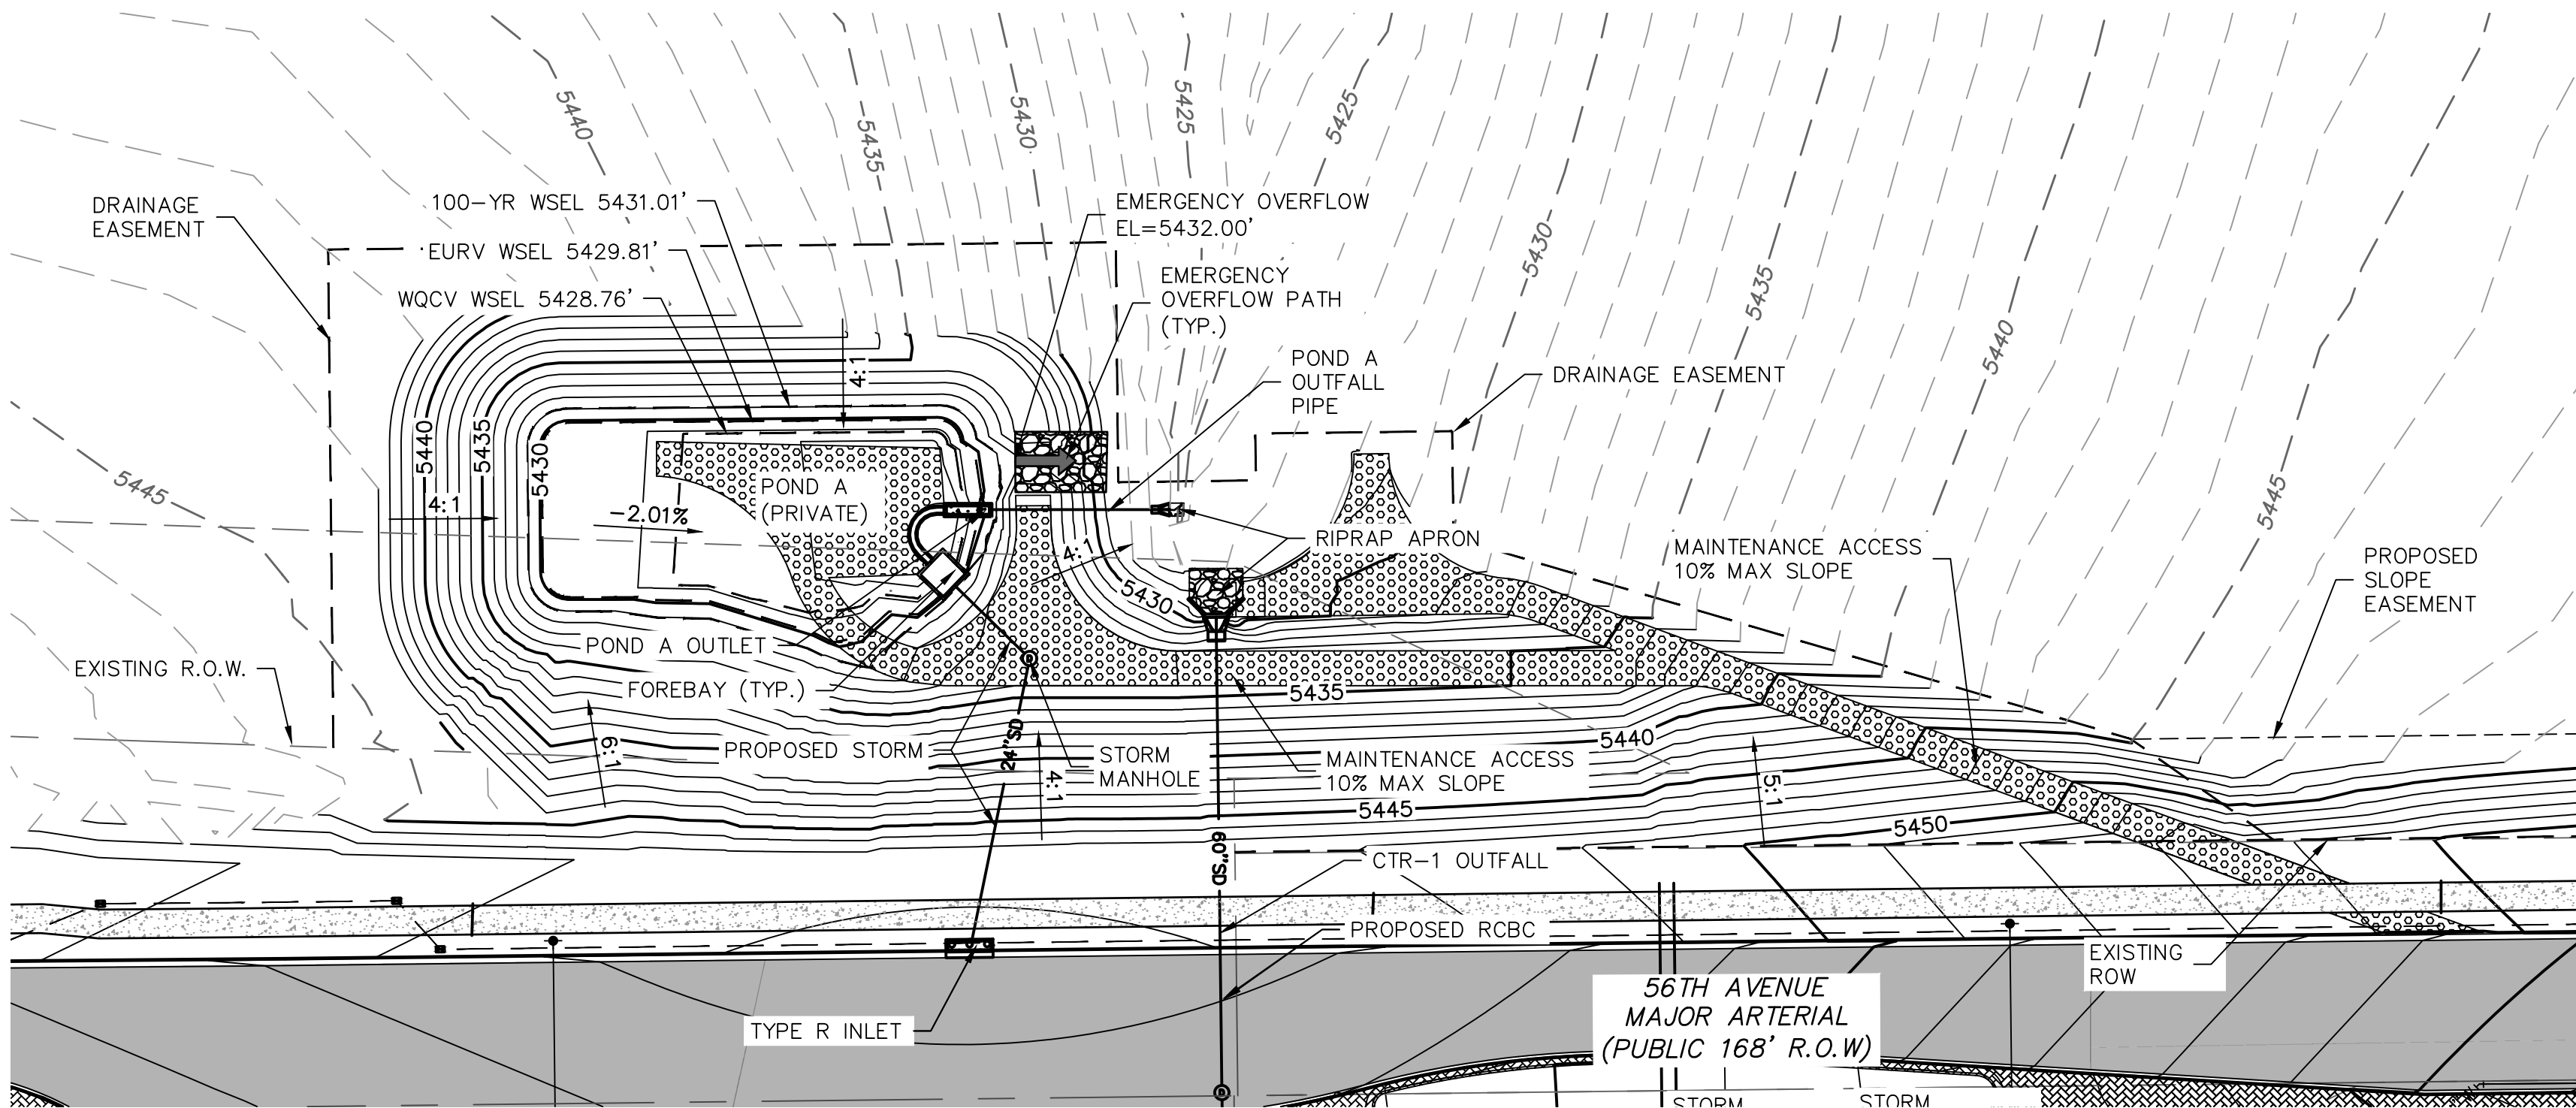 5440
5435
5430
5425
5425
DRAINAGE
EASEMENT
100-YR WSEL 5431.01'
EURV WSEL 5429.81'
WQCV WSEL 5428.76'
EMERGENCY OVERFLOW
EL=5432.00'
EMERGENCY
OVERFLOW PATH
(TYP.)
POND A
OUTFALL
PIPE
DRAINAGE EASEMENT
5430
5435
5440
5445
5445
5440
5435
5430
4:1
4:1
-2.01%
POND A
(PRIVATE)
4:1
5430
RIPRAP APRON
MAINTENANCE ACCESS
10% MAX SLOPE
PROPOSED
SLOPE
EASEMENT
POND A OUTLET
EXISTING R.O.W.
FOREBAY (TYP.)
5435
6:1
PROPOSED STORM
24"SD
4:1
STORM
MANHOLE
MAINTENANCE ACCESS
10% MAX SLOPE
5440
5:1
5445
5450
60"SD
CTR-1 OUTFALL
PROPOSED RCBC
EXISTING
ROW
TYPE R INLET
56TH AVENUE
MAJOR ARTERIAL
(PUBLIC 168' R.O.W)
STORM
STORM